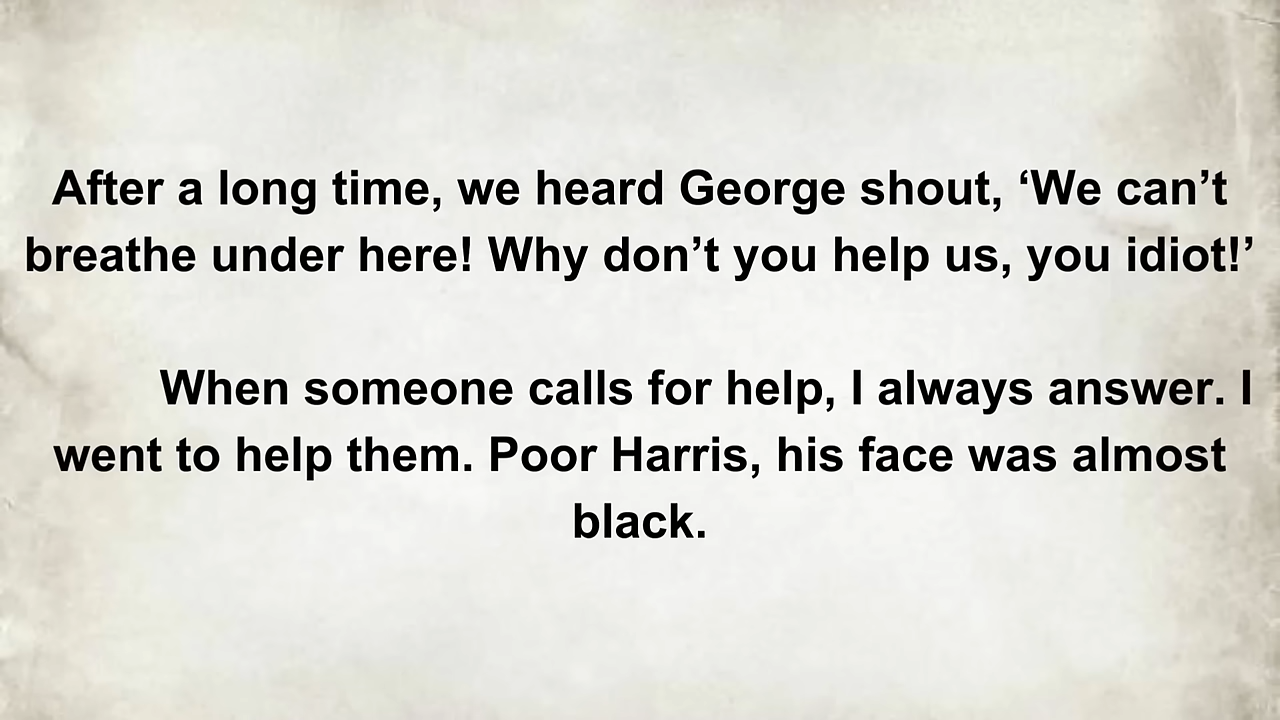 After a long time, we heard George shout, ‘We can’t
breathe under here! Why don’t you help us, you idiot!’
When someone calls for help, I always answer. I
went to help them. Poor Harris, his face was almost
black.